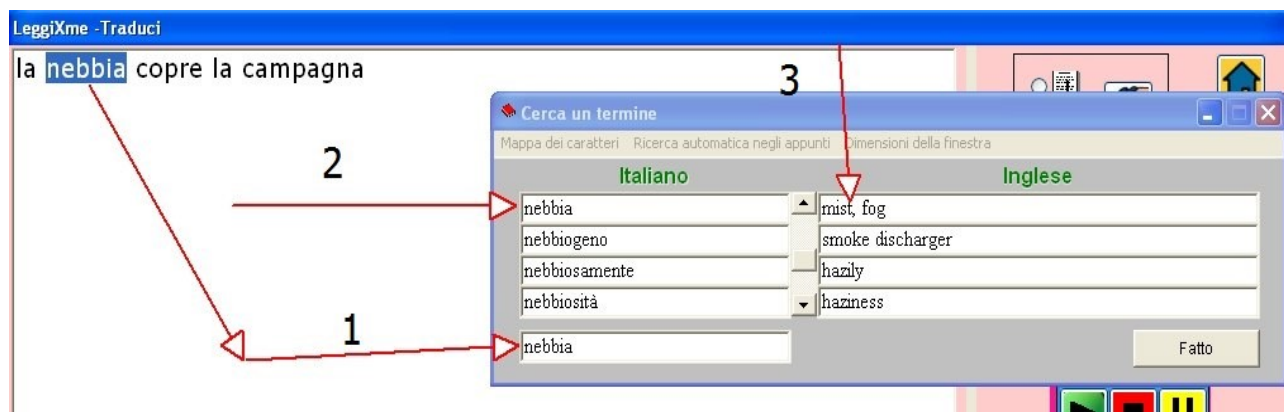 LeggiXme -Traduci
la nebbia copre la campagna
3
Cerca un termine
Mappa dei caratteri Ricerca automatica negli appunti Dimensioni della finestra
2
Italiano Inglese
nebbia mist, fog
nebbiogeno smoke discharger
nebbiosamente hazily
nebbiosità haziness
1
nebbia Fatto